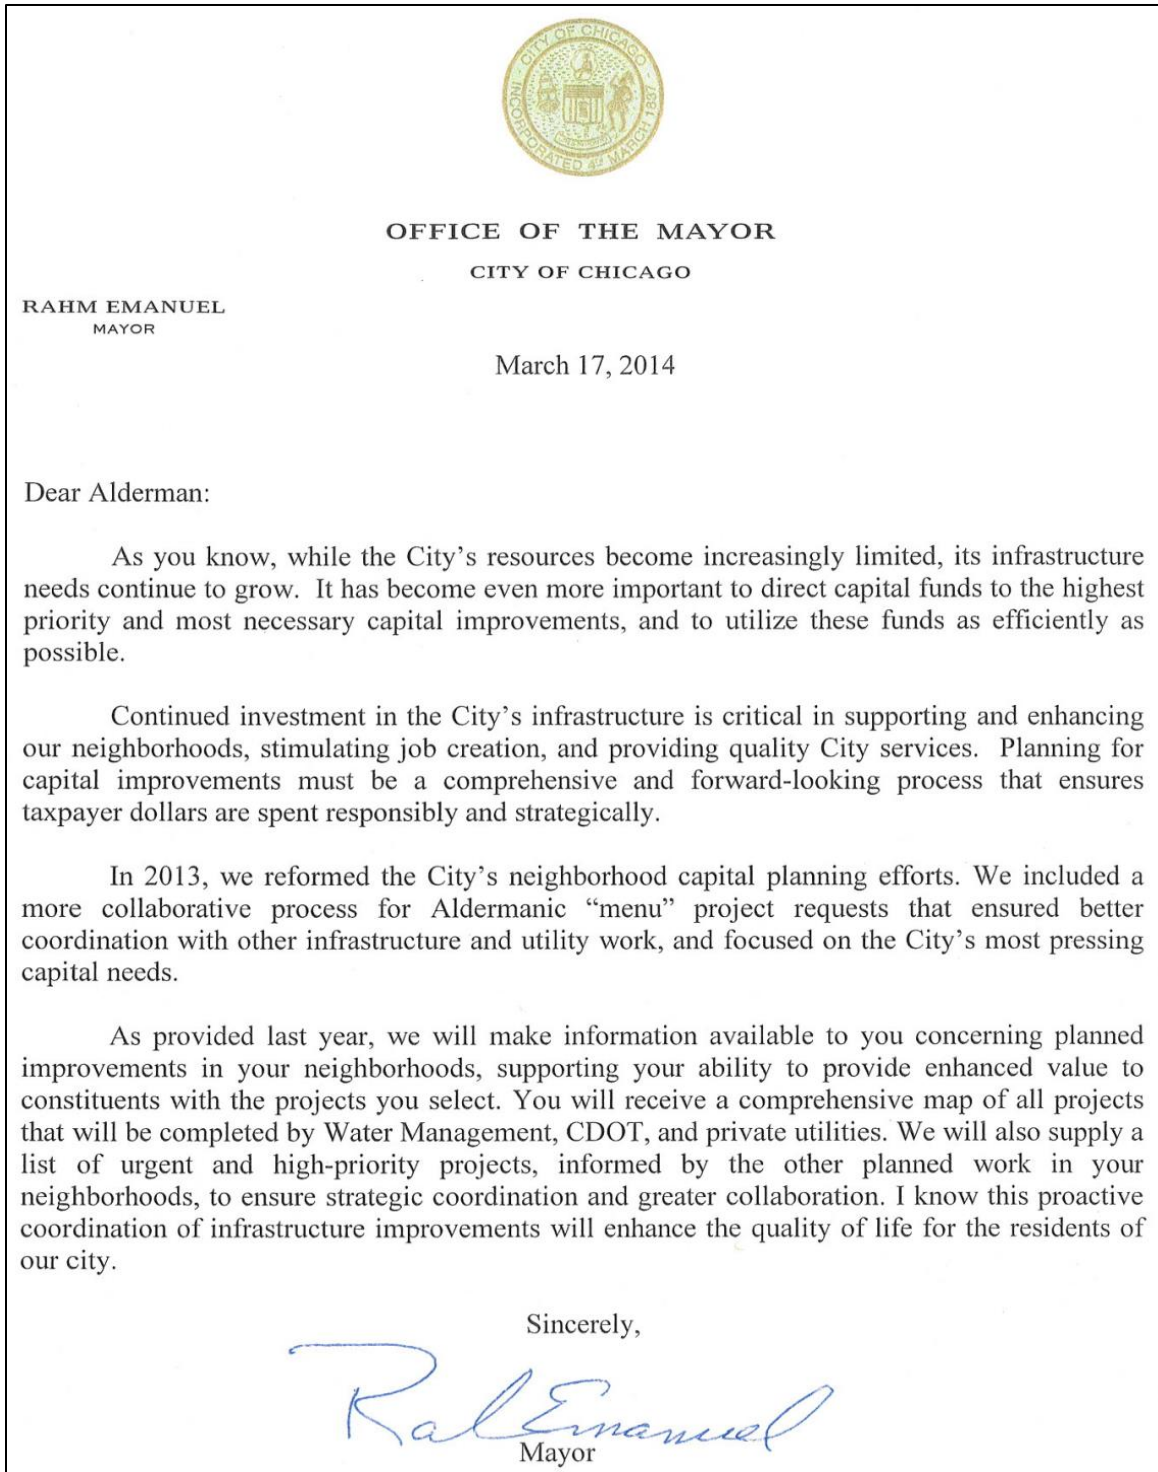 CITY OF CHICAGO
INCORPORATED 4th MARCH 1837
OFFICE OF THE MAYOR
CITY OF CHICAGO
RAHM EMANUEL
MAYOR
March 17, 2014
Dear Alderman:
As you know, while the City’s resources become increasingly limited, its infrastructure
needs continue to grow.  It has become even more important to direct capital funds to the highest
priority and most necessary capital improvements, and to utilize these funds as efficiently as
possible.
Continued investment in the City’s infrastructure is critical in supporting and enhancing
our neighborhoods, stimulating job creation, and providing quality City services.  Planning for
capital improvements must be a comprehensive and forward-looking process that ensures
taxpayer dollars are spent responsibly and strategically.
In 2013, we reformed the City’s neighborhood capital planning efforts. We included a
more collaborative process for Aldermanic “menu” project requests that ensured better
coordination with other infrastructure and utility work, and focused on the City’s most pressing
capital needs.
As provided last year, we will make information available to you concerning planned
improvements in your neighborhoods, supporting your ability to provide enhanced value to
constituents with the projects you select. You will receive a comprehensive map of all projects
that will be completed by Water Management, CDOT, and private utilities. We will also supply a
list of urgent and high-priority projects, informed by the other planned work in your
neighborhoods, to ensure strategic coordination and greater collaboration. I know this proactive
coordination of infrastructure improvements will enhance the quality of life for the residents of
our city.
Sincerely,
Rahm Emanuel
Mayor